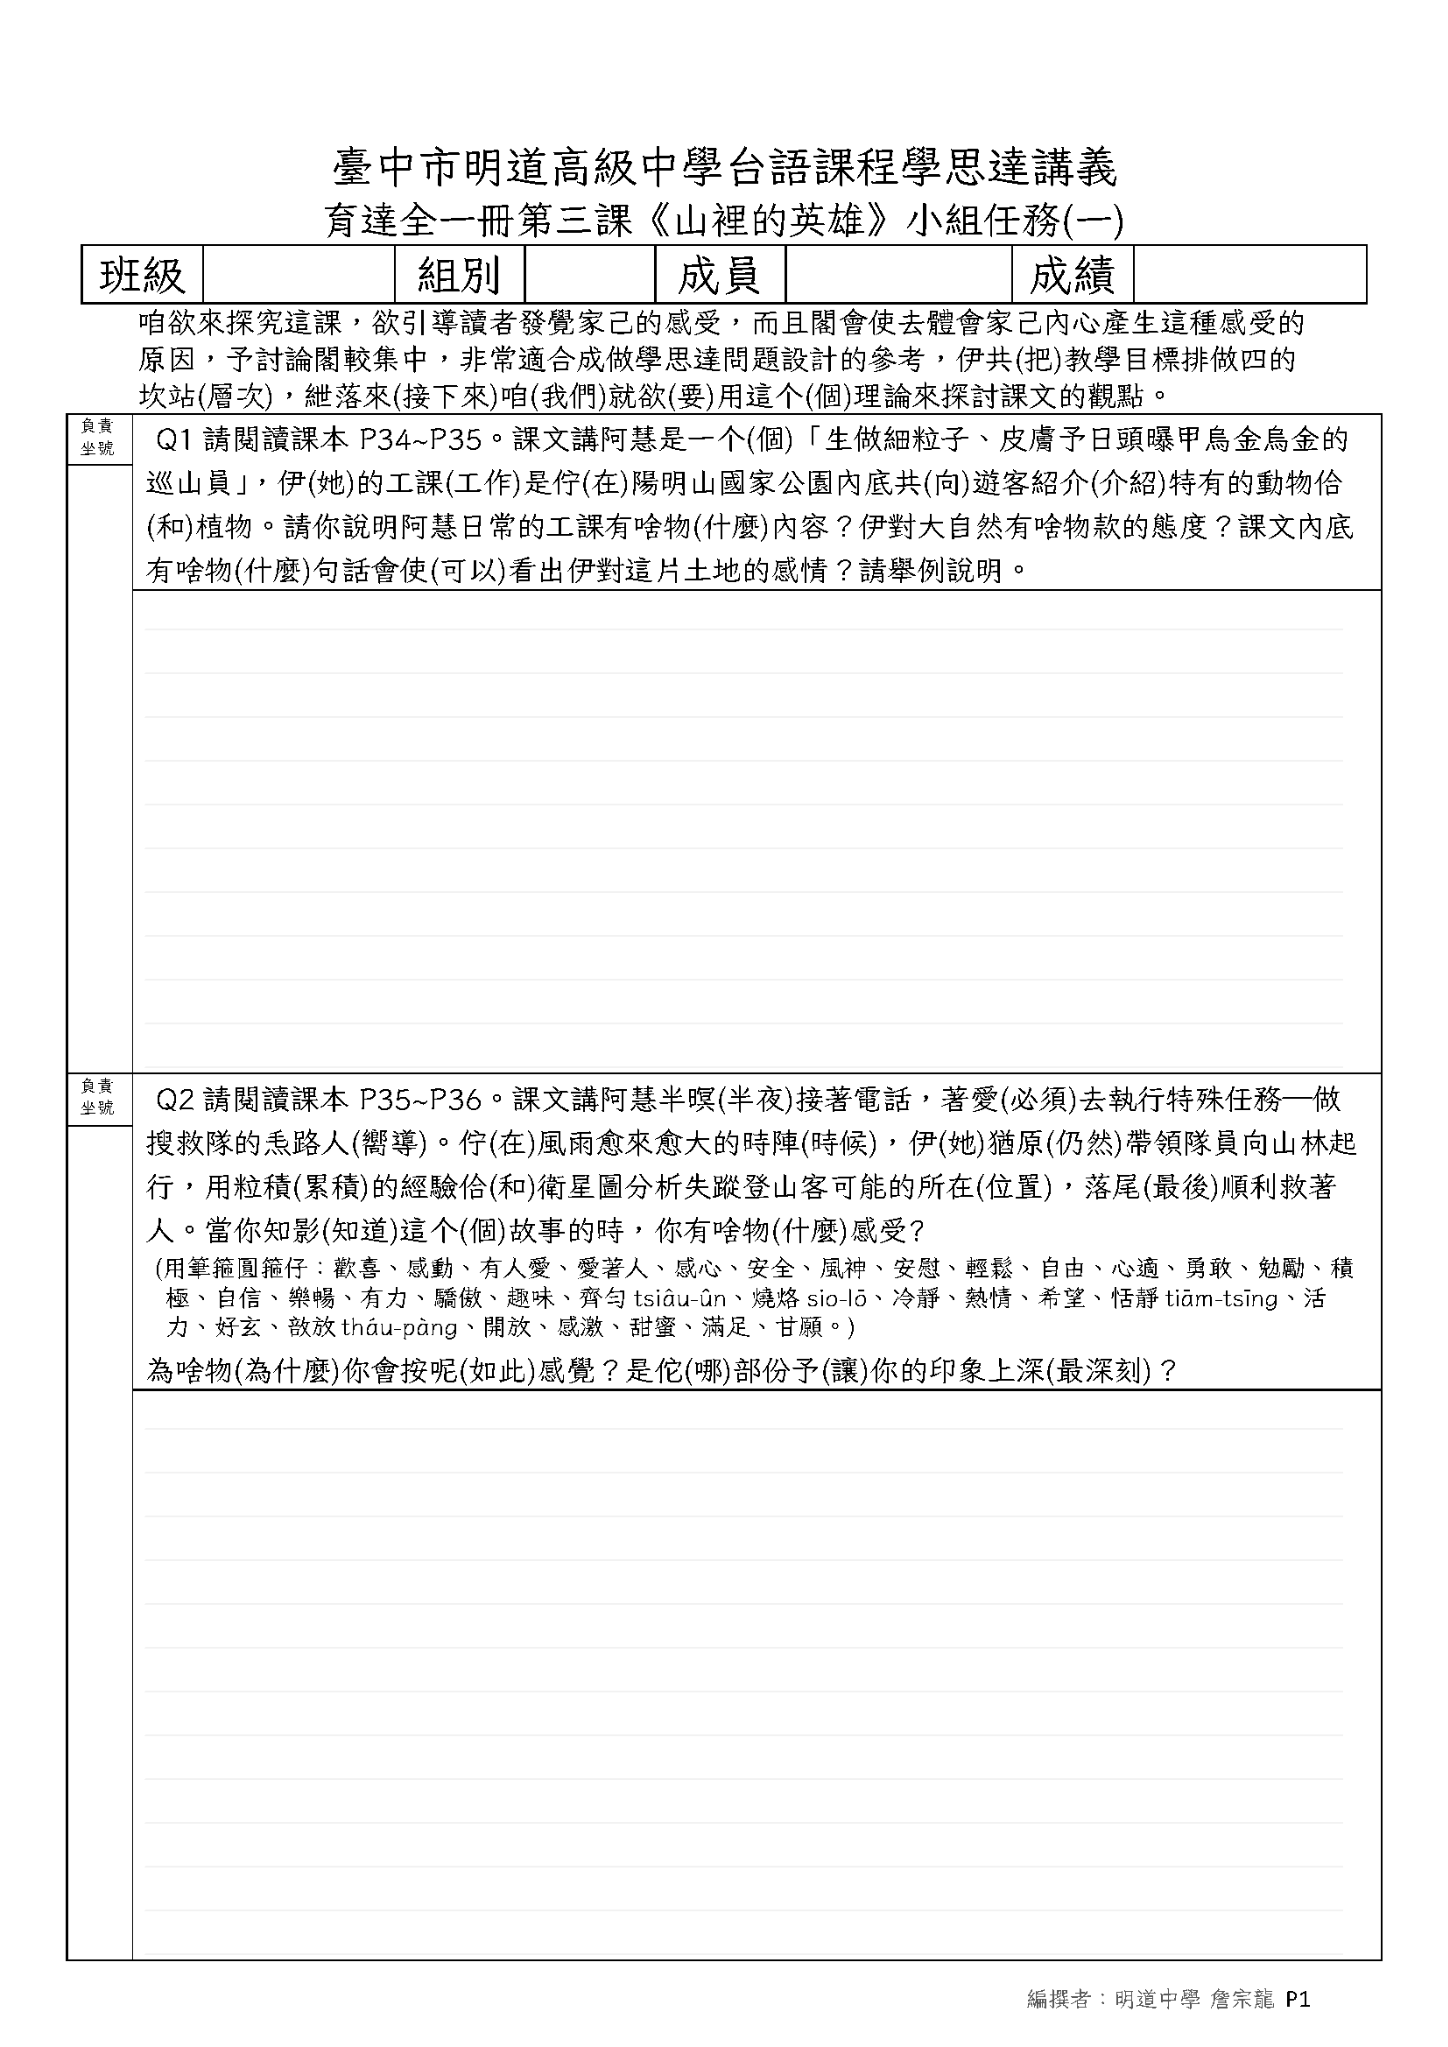 臺中市明道高級中學台語課程學思達講義
育達全一冊第三課《山裡的英雄》小組任務(一)
班級 組別 成員 成績
咱欲來探究這課，欲引導讀者發覺家己的感受，而且閣會使去體會家己內心產生這種感受的
原因，予討論閣較集中，非常適合成做學思達問題設計的參考，伊共(把)教學目標排做四的
坎站(層次)，紲落來(接下來)咱(我們)就欲(要)用這个(個)理論來探討課文的觀點。
負責
坐號
Q1 請閱讀課本 P34~P35。課文講阿慧是一个(個)「生做細粒子、皮膚予日頭曝甲烏金烏金的
巡山員」，伊(她)的工課(工作)是佇(在)陽明山國家公園內底共(向)遊客紹介(介紹)特有的動物佮
(和)植物。請你說明阿慧日常的工課有啥物(什麼)內容？伊對大自然有啥物款的態度？課文內底
有啥物(什麼)句話會使(可以)看出伊對這片土地的感情？請舉例說明。
負責
坐號
Q2 請閱讀課本 P35~P36。課文講阿慧半暝(半夜)接著電話，著愛(必須)去執行特殊任務—做
搜救隊的𤆬路人(嚮導)。佇(在)風雨愈來愈大的時陣(時候)，伊(她)猶原(仍然)帶領隊員向山林起
行，用粒積(累積)的經驗佮(和)衛星圖分析失蹤登山客可能的所在(位置)，落尾(最後)順利救著
人。當你知影(知道)這个(個)故事的時，你有啥物(什麼)感受?
(用筆箍圓箍仔：歡喜、感動、有人愛、愛著人、感心、安全、風神、安慰、輕鬆、自由、心適、勇敢、勉勵、積
極、自信、樂暢、有力、驕傲、趣味、齊勻 tsiâu-ûn、燒烙 sio-lō、冷靜、熱情、希望、恬靜 tiām-tsīng、活
力、好玄、敨放 tháu-pàng、開放、感激、甜蜜、滿足、甘願。)
為啥物(為什麼)你會按呢(如此)感覺？是佗(哪)部份予(讓)你的印象上深(最深刻)？
編撰者：明道中學 詹宗龍 P1